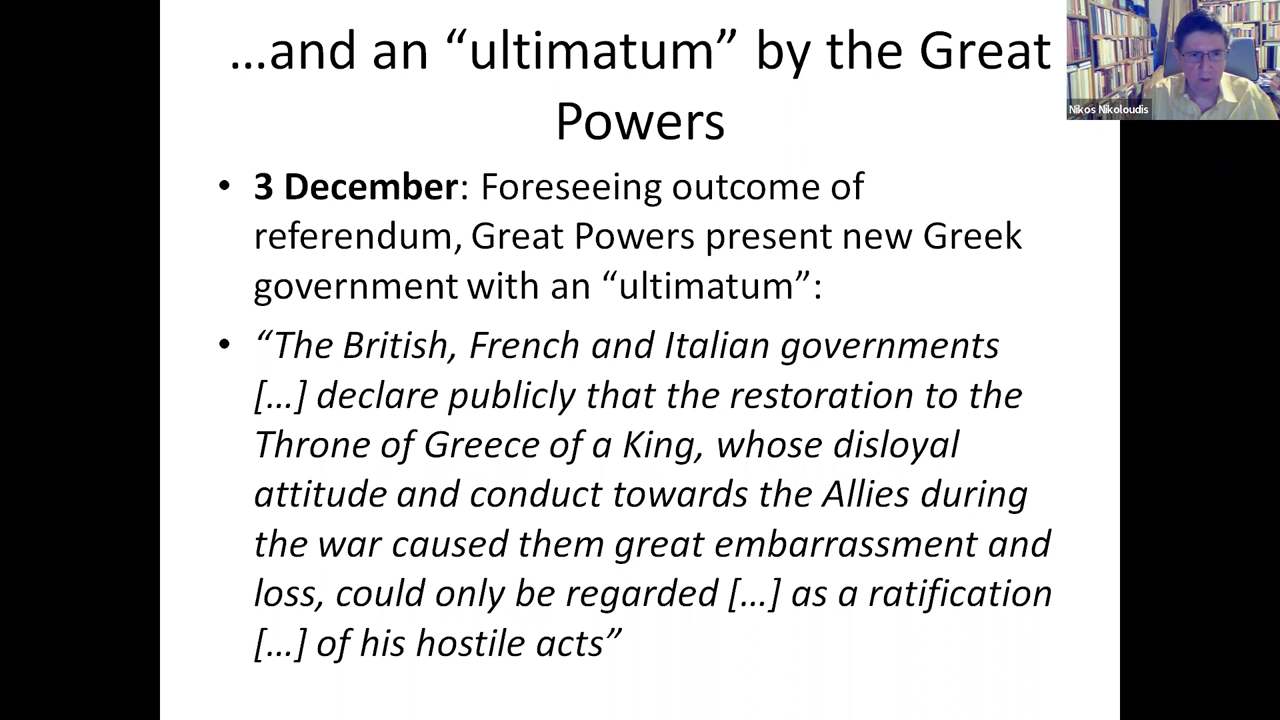 …and an “ultimatum” by the Great
Powers
• 3 December: Foreseeing outcome of
referendum, Great Powers present new Greek
government with an “ultimatum”:
• “The British, French and Italian governments
[…] declare publicly that the restoration to the
Throne of Greece of a King, whose disloyal
attitude and conduct towards the Allies during
the war caused them great embarrassment and
loss, could only be regarded […] as a ratification
[…] of his hostile acts”
Nikos Nikoloudis